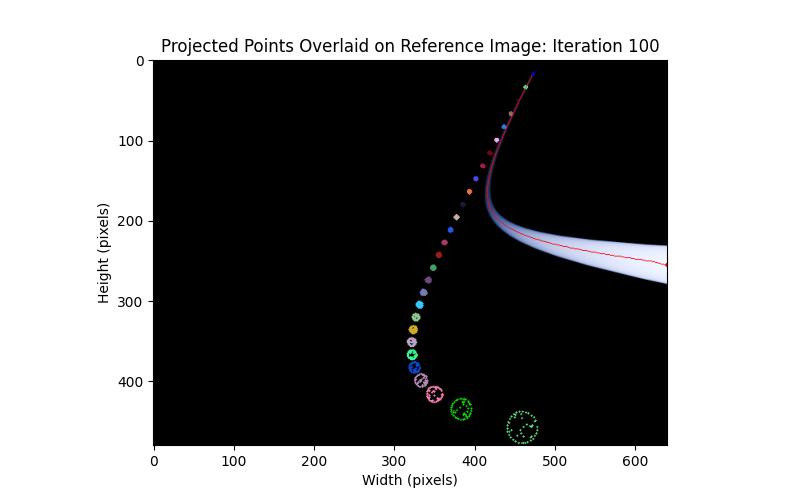 Projected Points Overlaid on Reference Image: Iteration 100
0
100
200
300
400
Height (pixels)
0 100 200 300 400 500 600
Width (pixels)